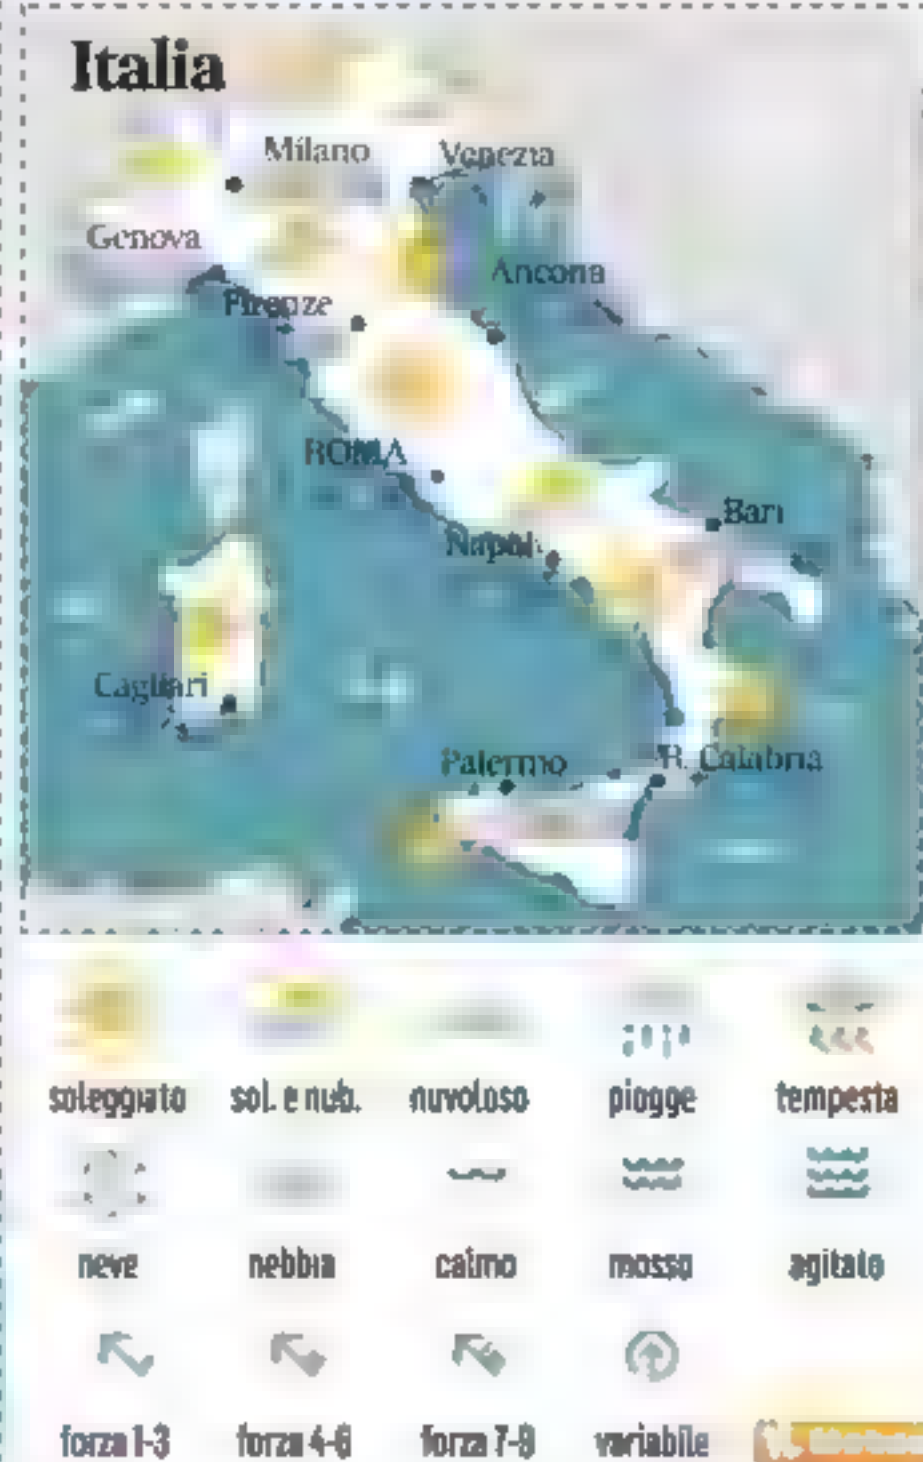 Italia
Milano
Venezia
Genova
Ancona
Firenze
ROMA
Bari
Napoli
Cagliari
Palermo
R. Calabria
soleggiato sol. e nub. nuvoloso piogge tempesta
neve nebbia calmo mosso agitato
forza 1-3 forza 4-6 forza 7-9 variabile